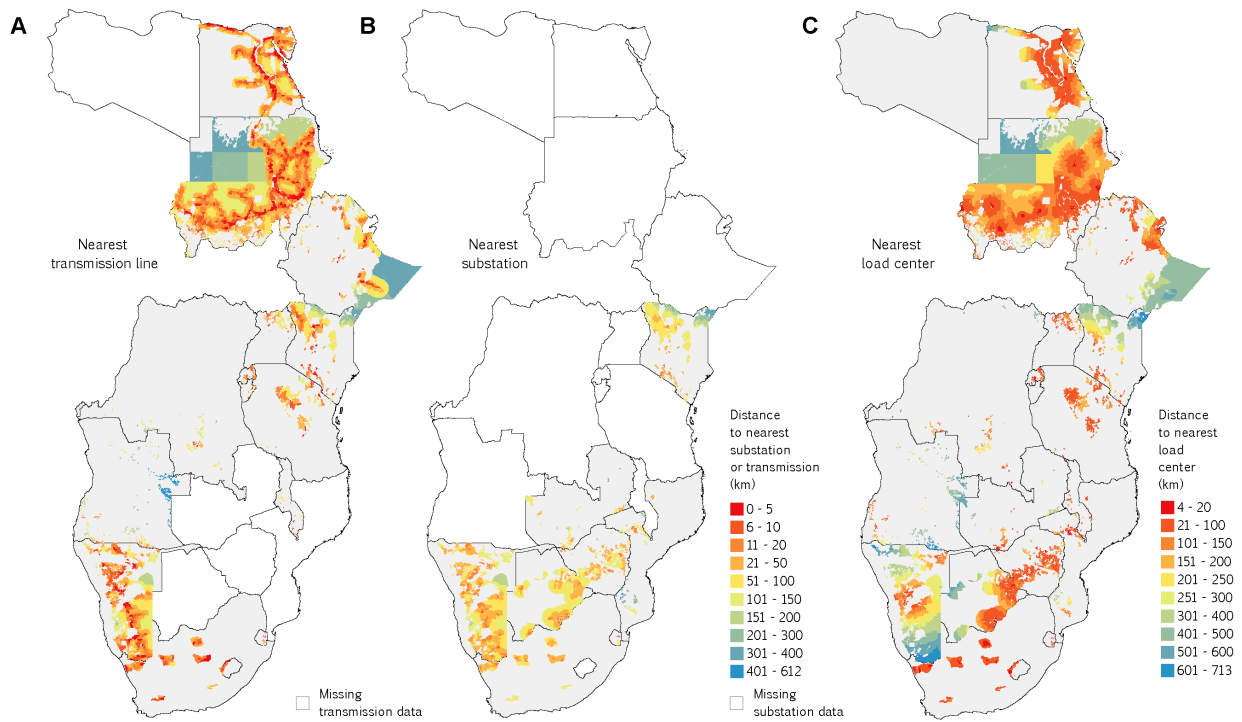 A
B
C
Nearest
transmission line
Nearest
substation
Nearest
load center
Distance
to nearest
substation
or transmission
(km)
0 - 5
6 - 10
11 - 20
21 - 50
51 - 100
101 - 150
151 - 200
201 - 300
301 - 400
401 - 612
Distance
to nearest
load
center
(km)
4 - 20
21 - 100
101 - 150
151 - 200
201 - 250
251 - 300
301 - 400
401 - 500
501 - 600
601 - 713
Missing
transmission data
Missing
substation data